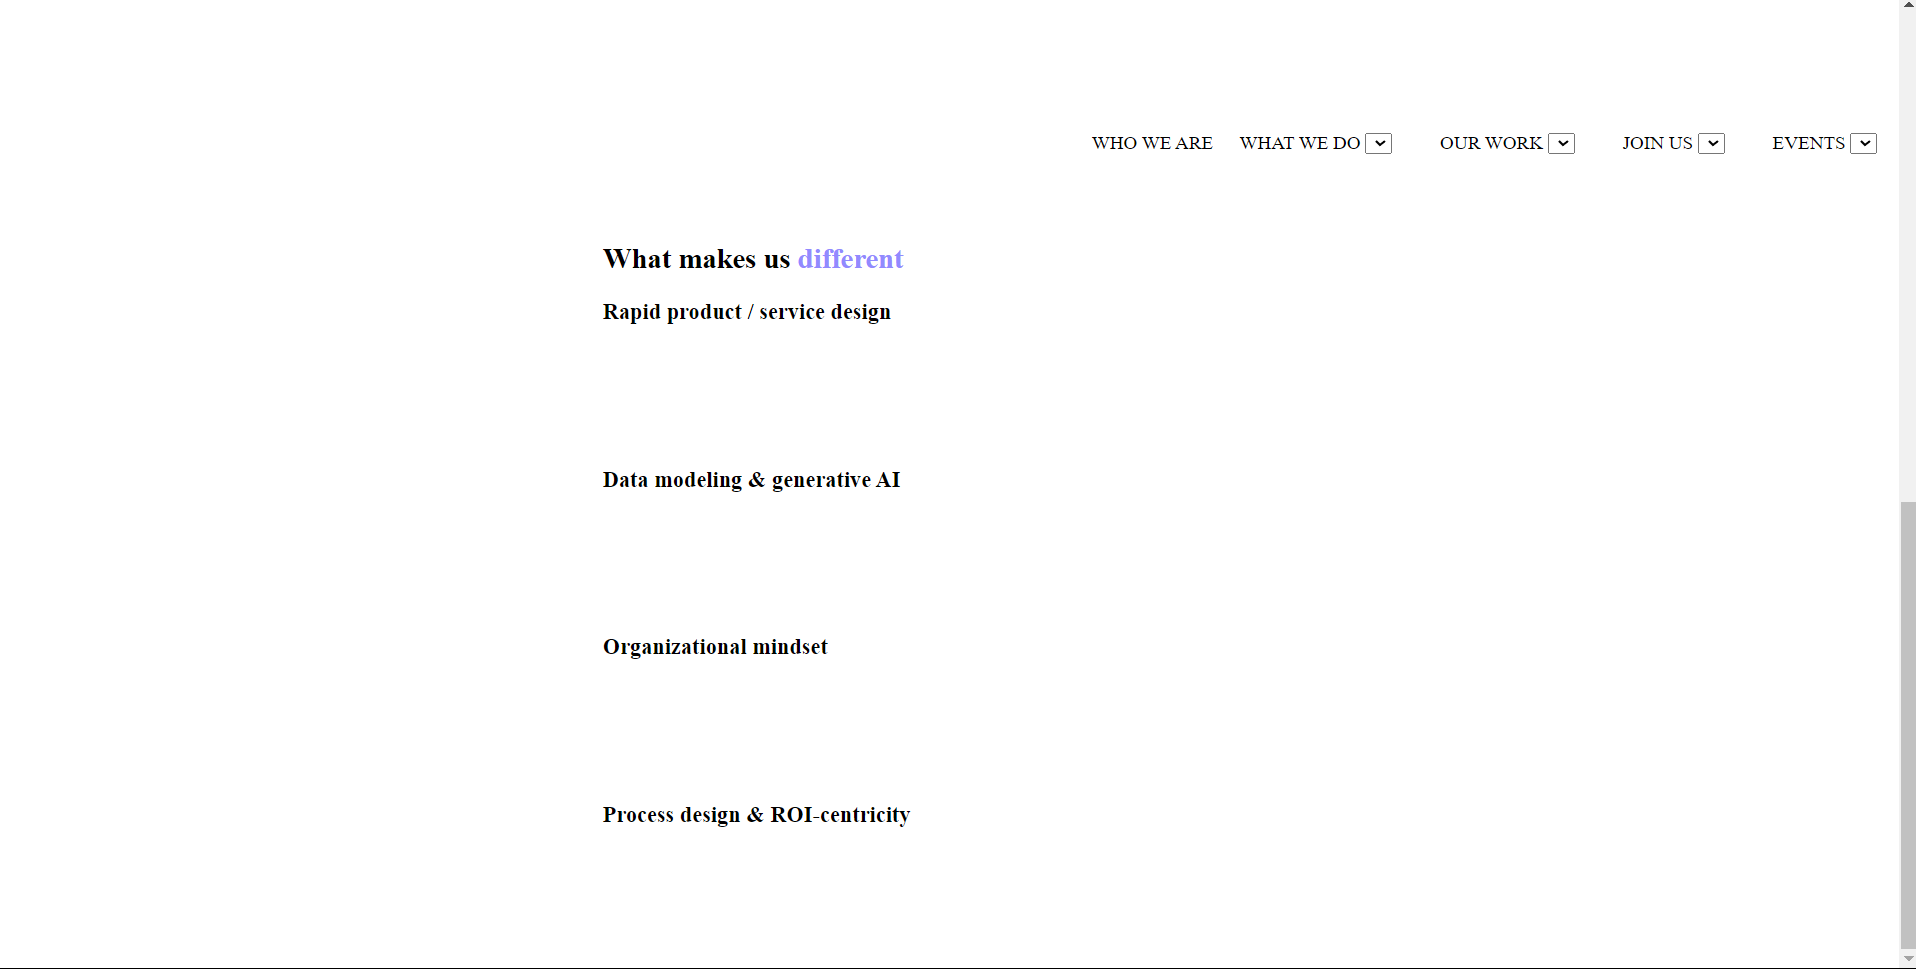 WHO WE ARE WHAT WE DO OUR WORK JOIN US EVENTS
What makes us different
Rapid product / service design
Data modeling & generative AI
Organizational mindset
Process design & ROI-centricity